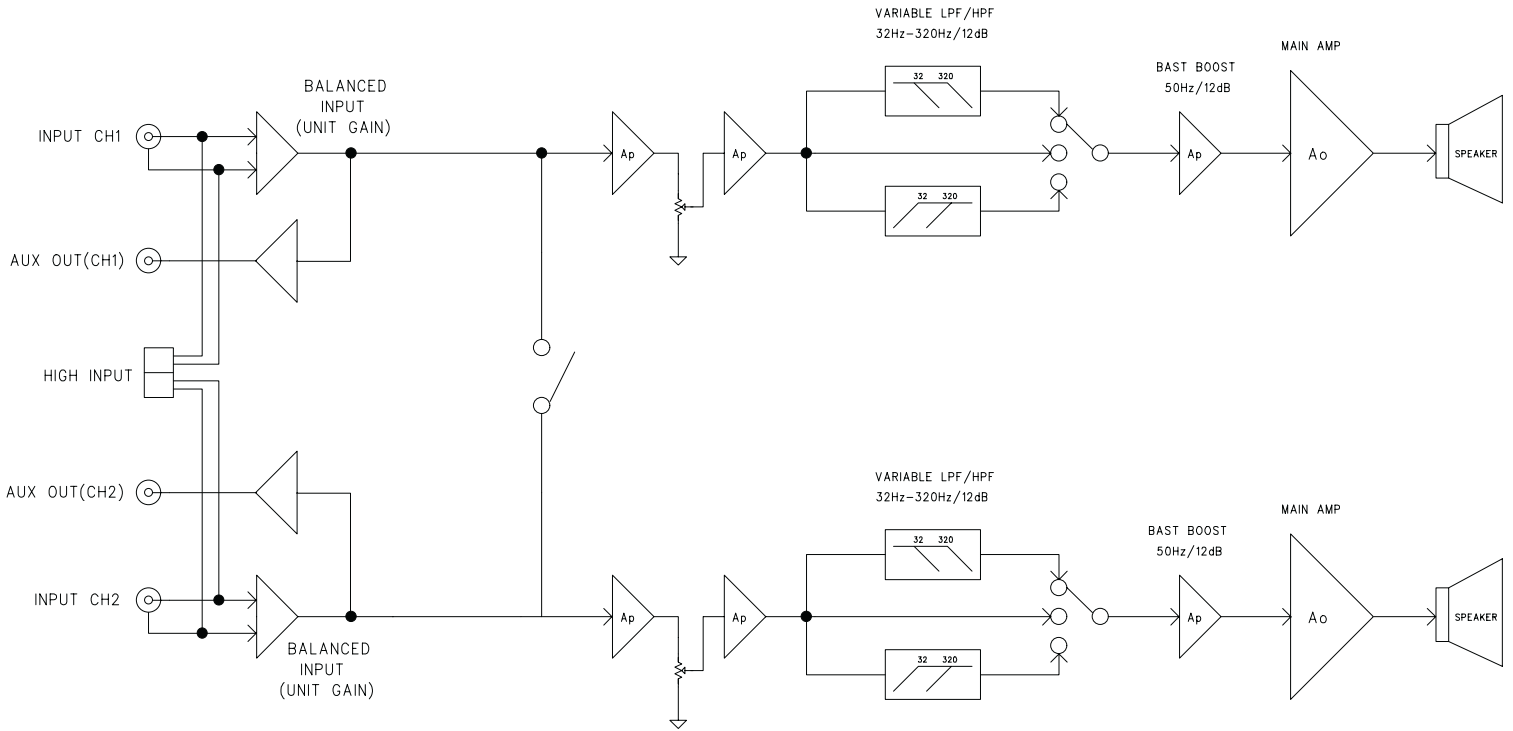 VARIABLE LPF/HPF
32Hz-320Hz/12dB
MAIN AMP
BAST BOOST
50Hz/12dB
32 320
BALANCED
INPUT
(UNIT GAIN)
INPUT CH1
Ap
Ap
Ap
Ao
SPEAKER
32 320
AUX OUT(CH1)
HIGH INPUT
AUX OUT(CH2)
VARIABLE LPF/HPF
32Hz-320Hz/12dB
MAIN AMP
BAST BOOST
50Hz/12dB
32 320
INPUT CH2
Ap
Ap
Ap
Ao
SPEAKER
BALANCED
INPUT
(UNIT GAIN)
32 320